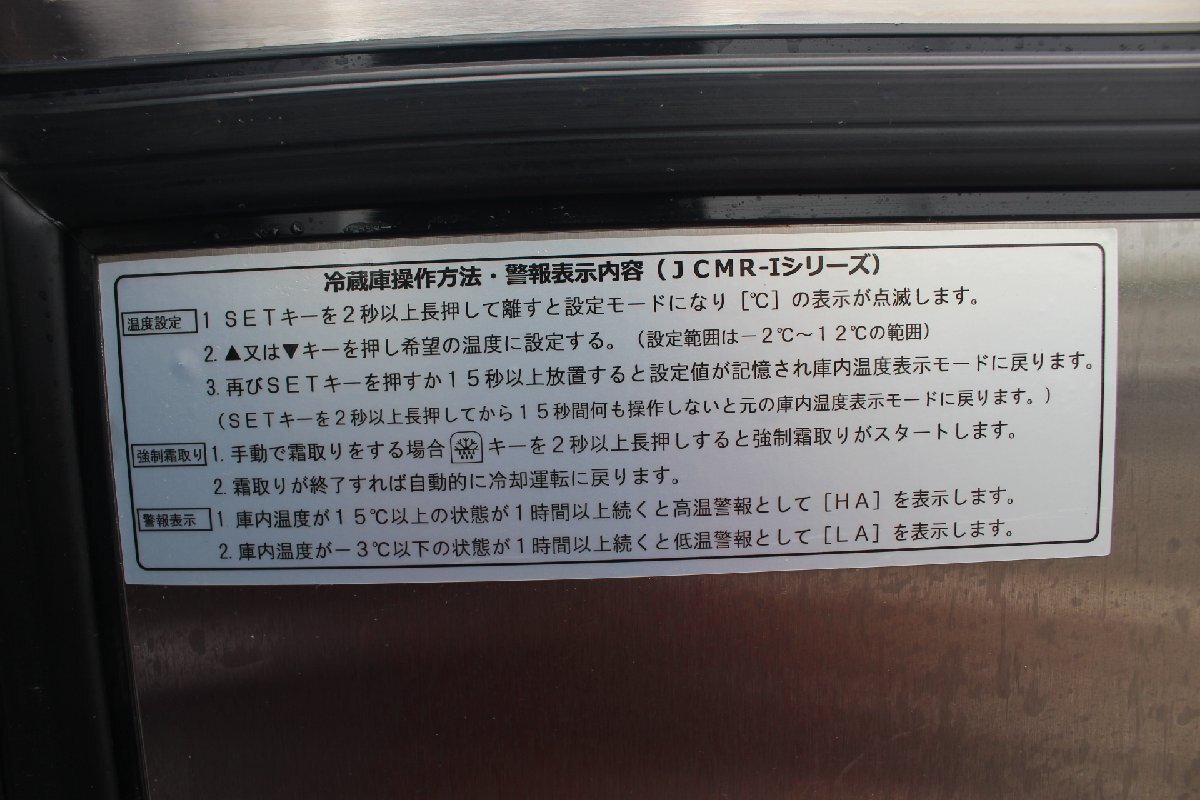 冷蔵庫操作方法・警報表示内容（ＪＣＭＲ-Ｉシリーズ）
温度設定 1 ＳＥＴキーを２秒以上長押して離すと設定モードになり［℃］の表示が点滅します。
2. ▲又は▼キーを押し希望の温度に設定する。（設定範囲は－２℃～１２℃の範囲）
3. 再びＳＥＴキーを押すか１５秒以上放置すると設定値が記憶され庫内温度表示モードに戻ります。
（ＳＥＴキーを２秒以上長押してから１５秒間何も操作しないと元の庫内温度表示モードに戻ります。）
強制霜取り 1. 手動で霜取りをする場合 キーを２秒以上長押しすると強制霜取りがスタートします。
2. 霜取りが終了すれば自動的に冷却運転に戻ります。
警報表示 1. 庫内温度が１５℃以上の状態が１時間以上続くと高温警報として［ＨＡ］を表示します。
2. 庫内温度が－３℃以下の状態が１時間以上続くと低温警報として［ＬＡ］を表示します。